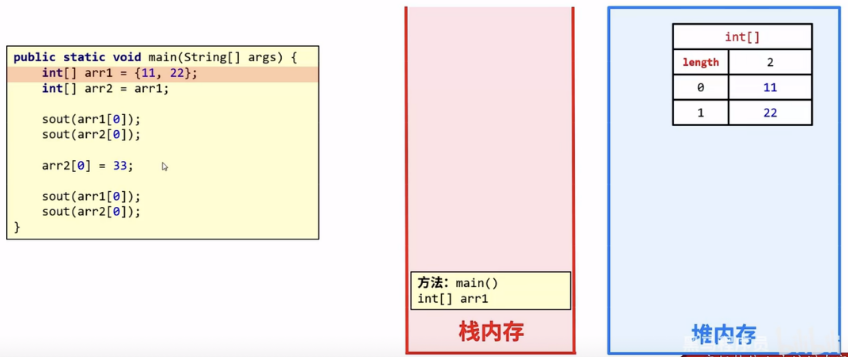 public static void main(String[] args) {
int[] arr1 = {11, 22};
int[] arr2 = arr1;
sout(arr1[0]);
sout(arr2[0]);
arr2[0] = 33;
sout(arr1[0]);
sout(arr2[0]);
}
方法：main()
int[] arr1
栈内存
int[]
length 2
0 11
1 22
堆内存